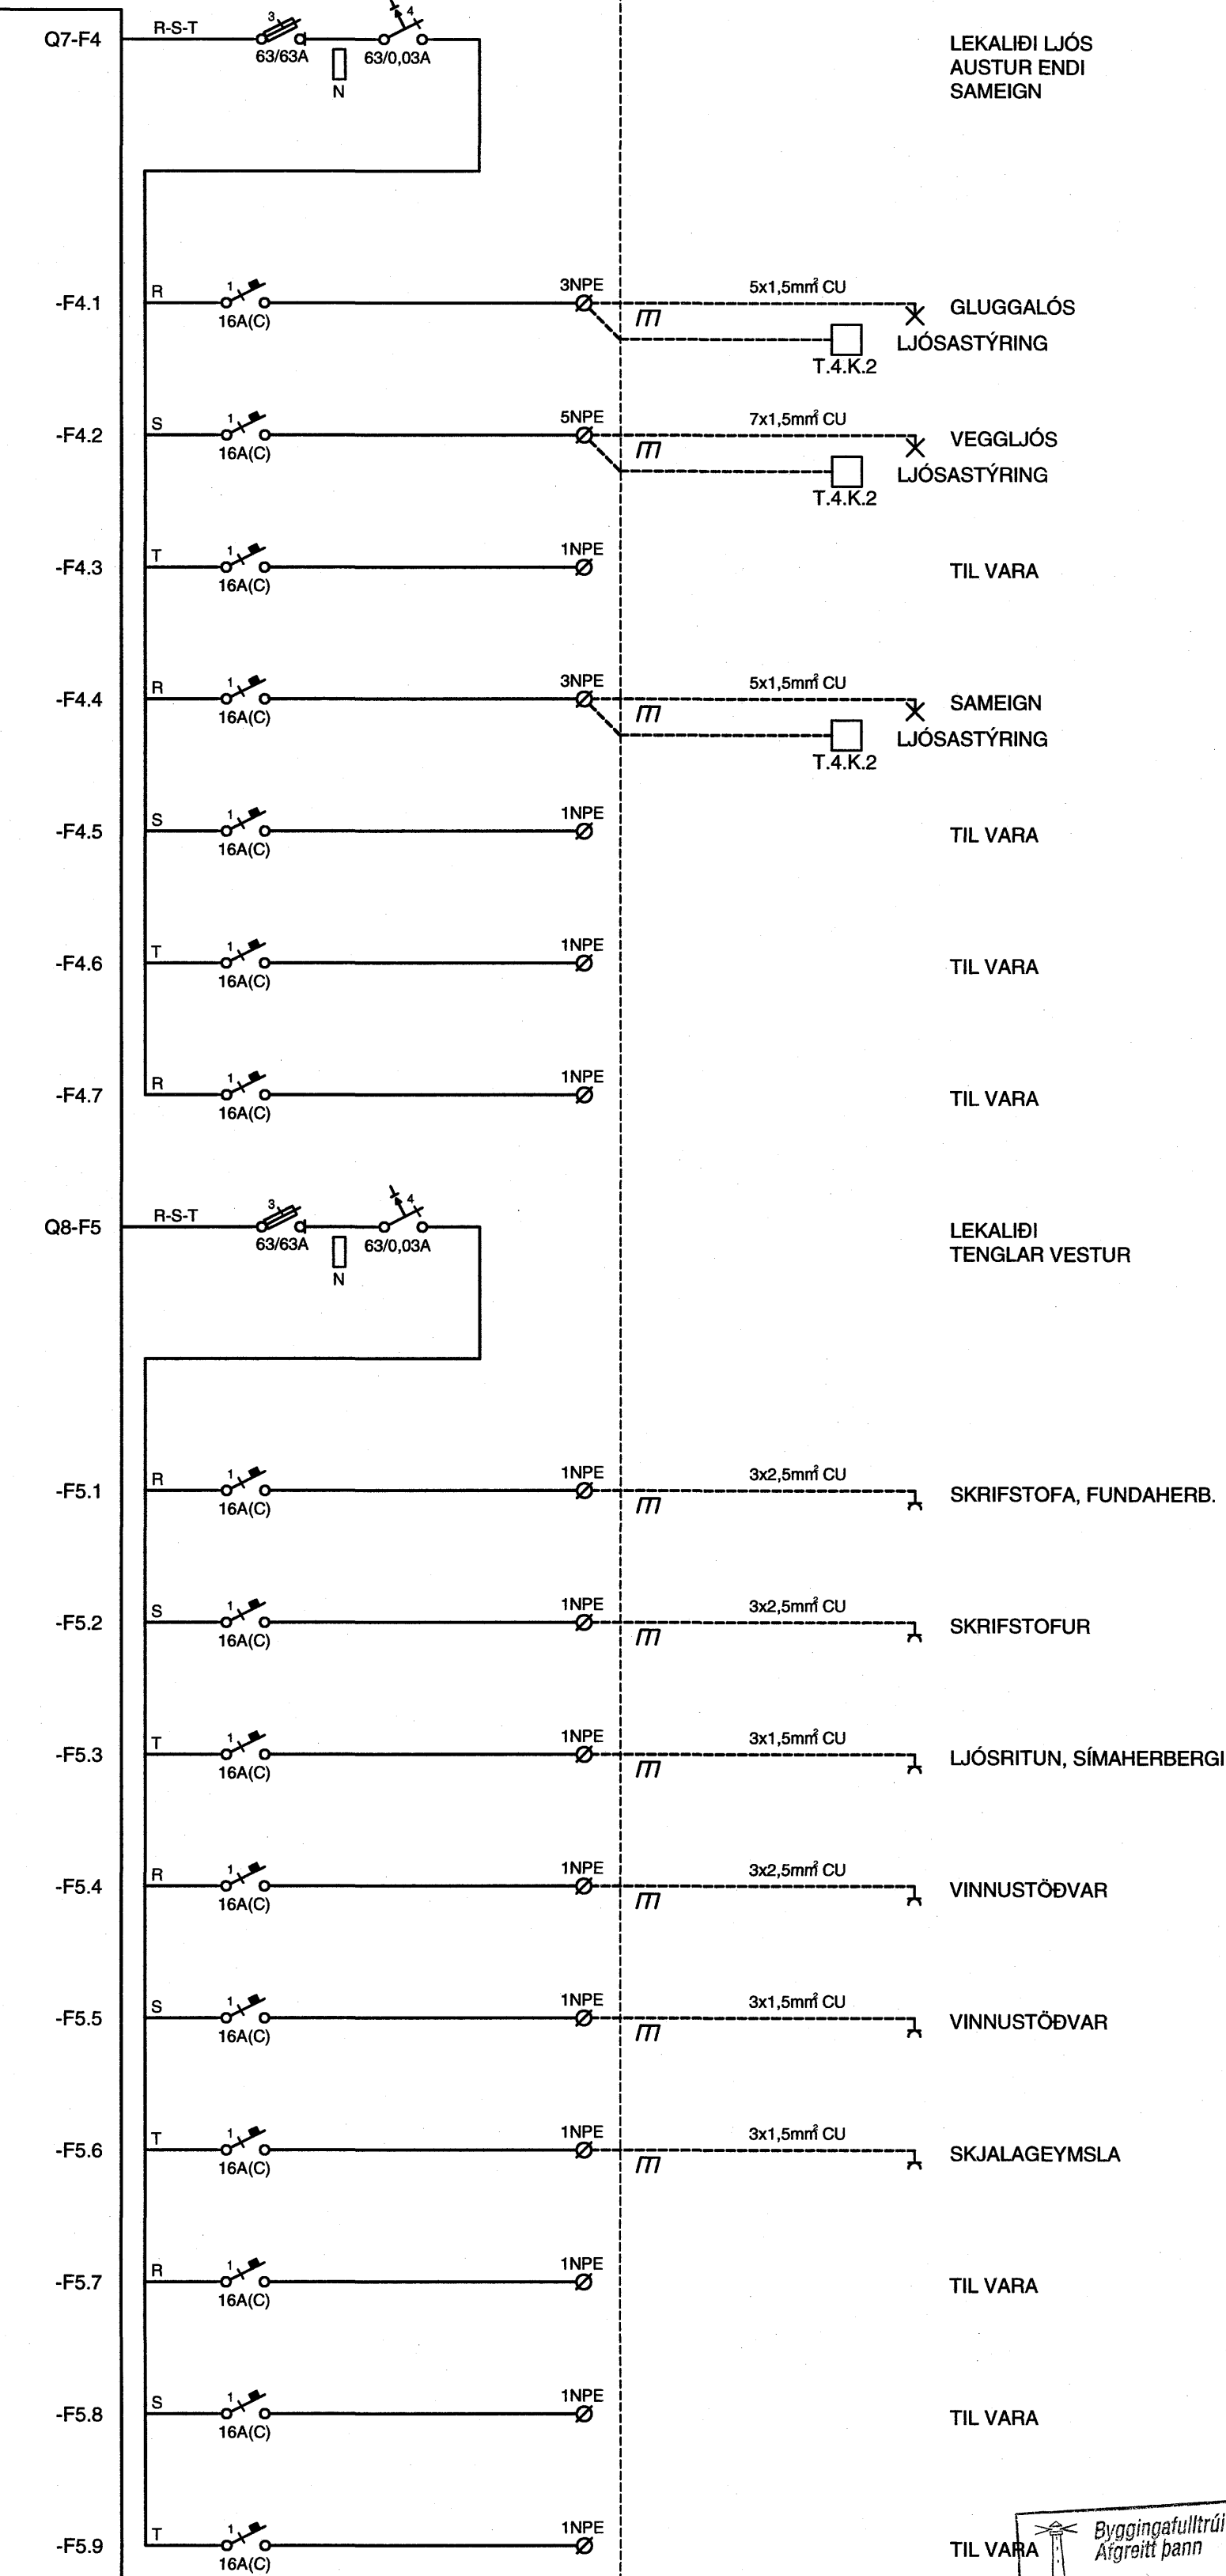 Q7-F4 R-S-T 3 63/63A N 4 63/0,03A LEKALIÐI LJÓS
AUSTUR ENDI
SAMEIGN
-F4.1 R 1 16A(C) 3NPE 5x1,5mm² CU GLUGGALÓS
T.4.K.2 LJÓSASTÝRING
-F4.2 S 1 16A(C) 5NPE 7x1,5mm² CU VEGGLJÓS
T.4.K.2 LJÓSASTÝRING
-F4.3 T 1 16A(C) 1NPE TIL VARA
-F4.4 R 1 16A(C) 3NPE 5x1,5mm² CU SAMEIGN
T.4.K.2 LJÓSASTÝRING
-F4.5 S 1 16A(C) 1NPE TIL VARA
-F4.6 T 1 16A(C) 1NPE TIL VARA
-F4.7 R 1 16A(C) 1NPE TIL VARA
Q8-F5 R-S-T 3 63/63A N 4 63/0,03A LEKALIÐI
TENGLAR VESTUR
-F5.1 R 1 16A(C) 1NPE 3x2,5mm² CU SKRIFSTOFA, FUNDAHERB.
-F5.2 S 1 16A(C) 1NPE 3x2,5mm² CU SKRIFSTOFUR
-F5.3 T 1 16A(C) 1NPE 3x1,5mm² CU LJÓSRITUN, SÍMAHERBERGI
-F5.4 R 1 16A(C) 1NPE 3x2,5mm² CU VINNUSTÖÐVAR
-F5.5 S 1 16A(C) 1NPE 3x1,5mm² CU VINNUSTÖÐVAR
-F5.6 T 1 16A(C) 1NPE 3x1,5mm² CU SKJALAGEYMSLA
-F5.7 R 1 16A(C) 1NPE TIL VARA
-F5.8 S 1 16A(C) 1NPE TIL VARA
-F5.9 T 1 16A(C) 1NPE TIL VARA
Byggingafulltrúi
Afgreitt þann